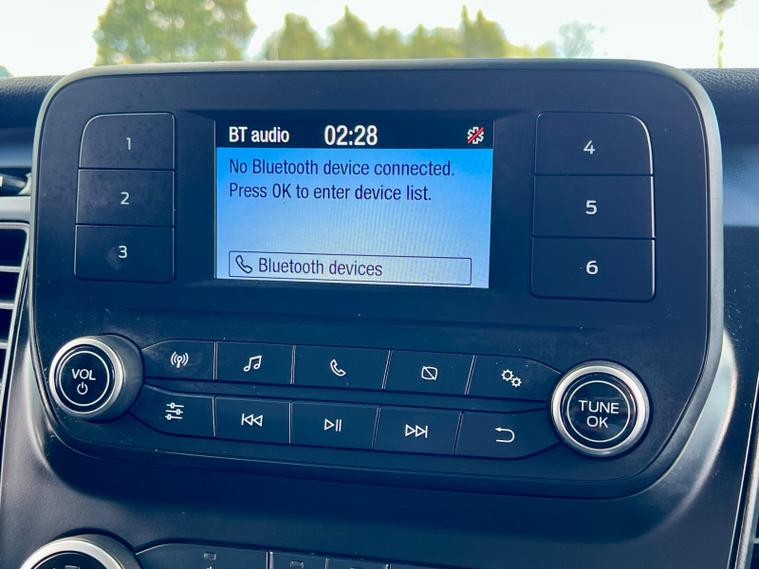 BT audio 02:28
No Bluetooth device connected.
Press OK to enter device list.
Bluetooth devices
1
2
3
4
5
6
VOL
TUNE
OK